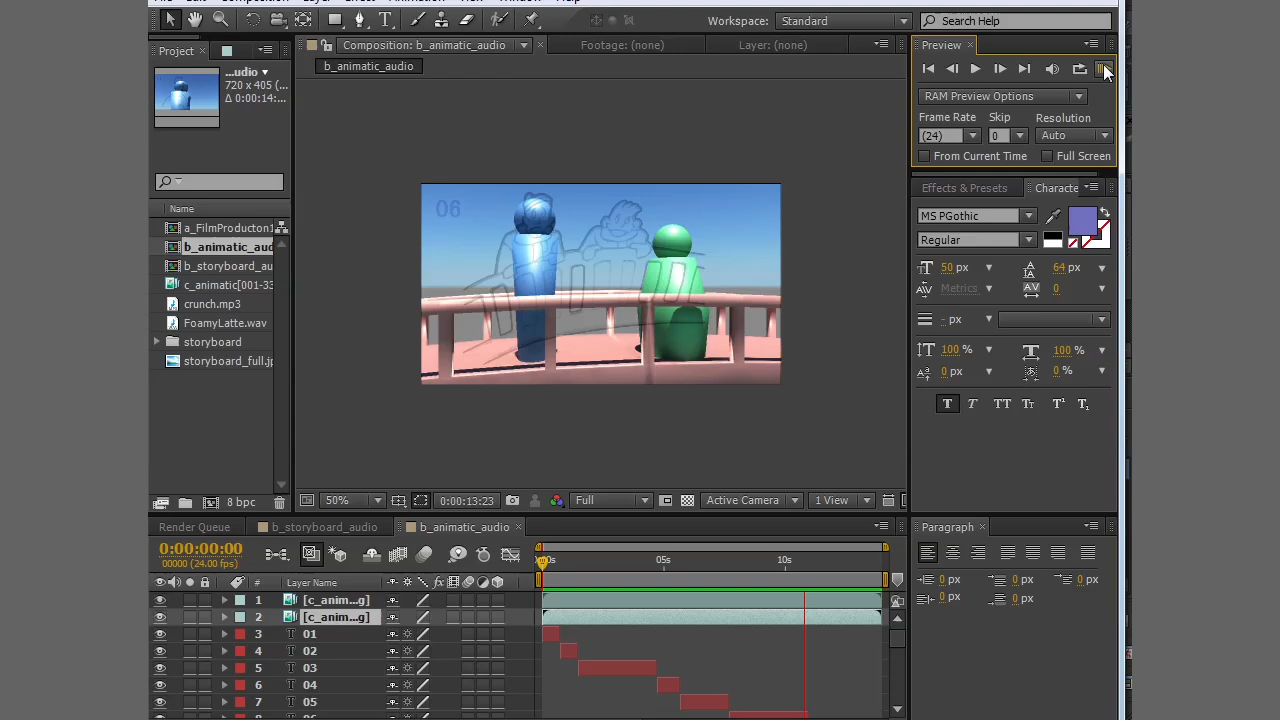 Workspace: Standard Search Help
Project
Composition: b_animatic_audio
Footage: (none)
Layer: (none)
Preview
b_animatic_audio
...udio
720 x 405 (...
Δ 0:00:14:...
RAM Preview Options
Frame Rate Skip Resolution
(24) 0 Auto
From Current Time Full Screen
Name
a_FilmProducton1
b_animatic_aud
b_storyboard_au
c_animatic[001-33
crunch.mp3
FoamyLatte.wav
storyboard
storyboard_full.jp
06
Effects & Presets Characte
MS PGothic
Regular
50 px 64 px
Metrics 0
- px
100 % 100 %
0 px 0 %
T T TT TT T¹ T₁
8 bpc
50% 0:00:13:23 Full Active Camera 1 View
Render Queue b_storyboard_audio b_animatic_audio
Paragraph
0:00:00:00
00000 (24.00 fps)
05s 10s
# Layer Name
1 [c_anim...g]
2 [c_anim...g]
3 T 01
4 T 02
5 T 03
6 T 04
7 T 05
0 px 0 px 0 px
0 px 0 px